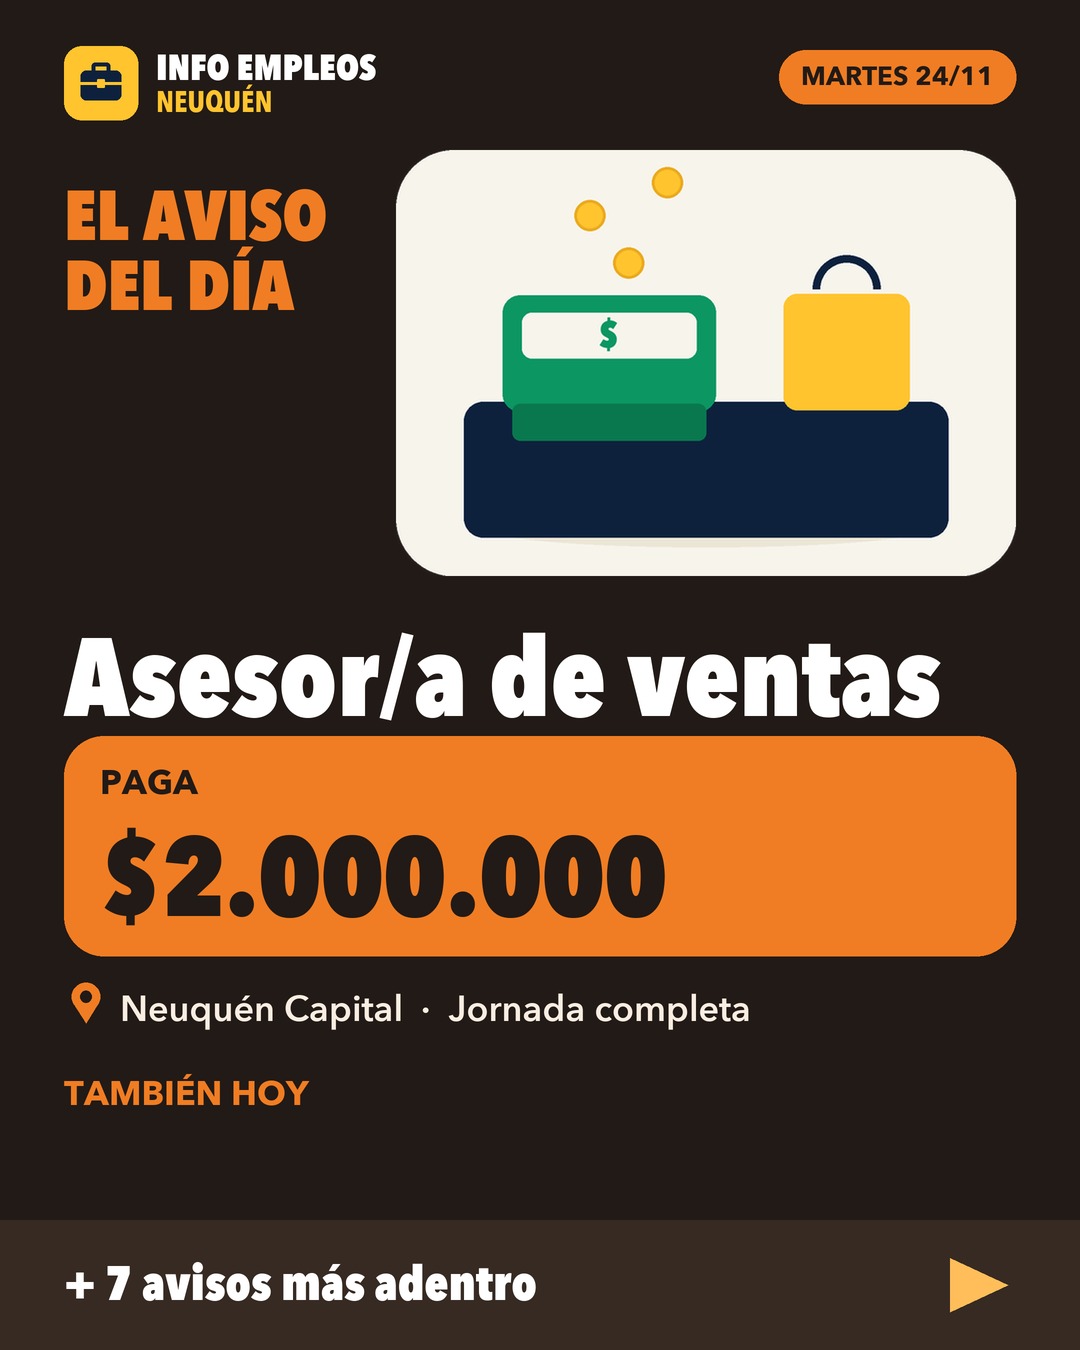 INFO EMPLEOS
NEUQUÉN
MARTES 24/11
EL AVISO
DEL DÍA
$
Asesor/a de ventas
PAGA
$2.000.000
Neuquén Capital · Jornada completa
TAMBIÉN HOY
+ 7 avisos más adentro